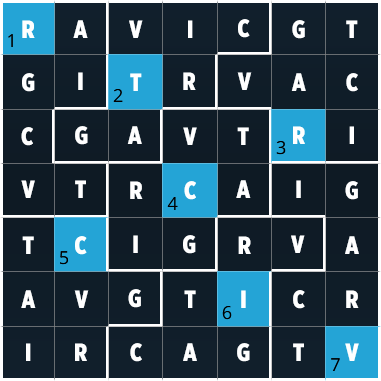 1 R A V I C G T
G I 2 T R V A C
C G A V T 3 R I
V T R 4 C A I G
T 5 C I G R V A
A V G T 6 I C R
I R C A G T 7 V